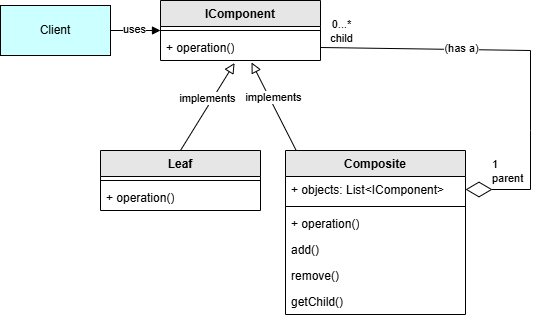 IComponent
Client
uses
+ operation()
0...*
child
(has a)
implements
implements
Leaf
+ operation()
Composite
+ objects: List<IComponent>
+ operation()
add()
remove()
getChild()
1
parent